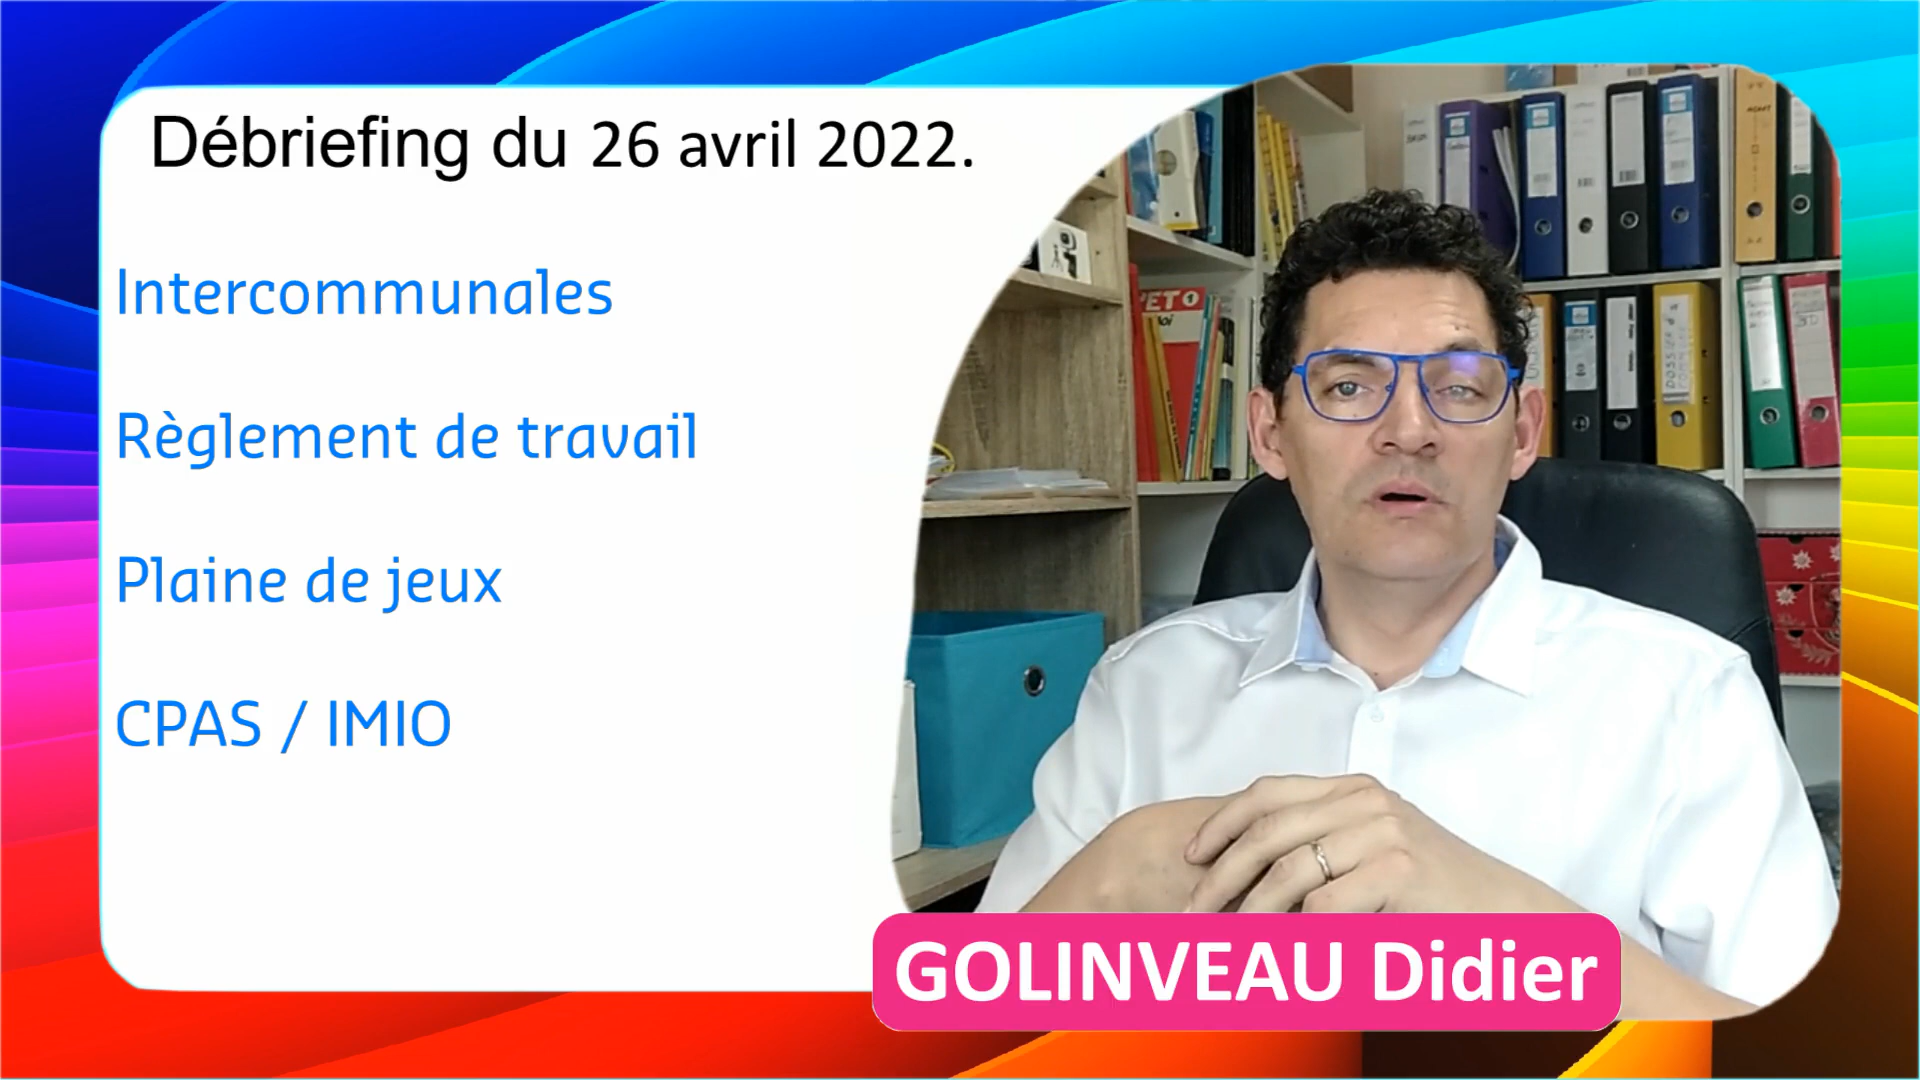 Débriefing du 26 avril 2022.
Intercommunales
Règlement de travail
Plaine de jeux
CPAS / IMIO
GOLINVEAU Didier